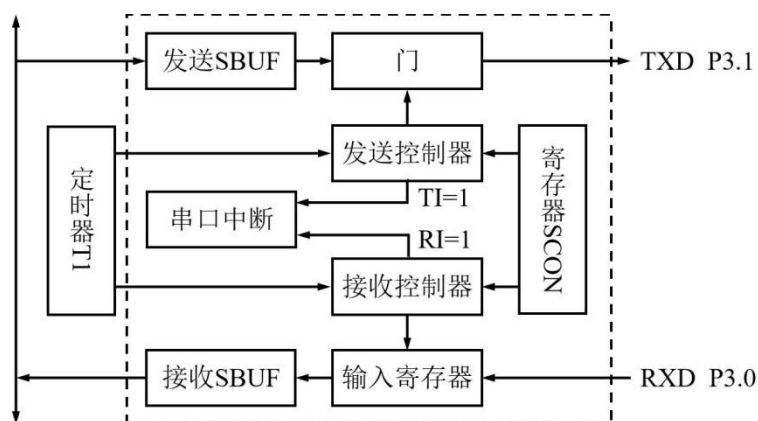 发送SBUF
门
TXD P3.1
定时器T1
发送控制器
寄存器SCON
TI=1
串口中断
RI=1
接收控制器
接收SBUF
输入寄存器
RXD P3.0